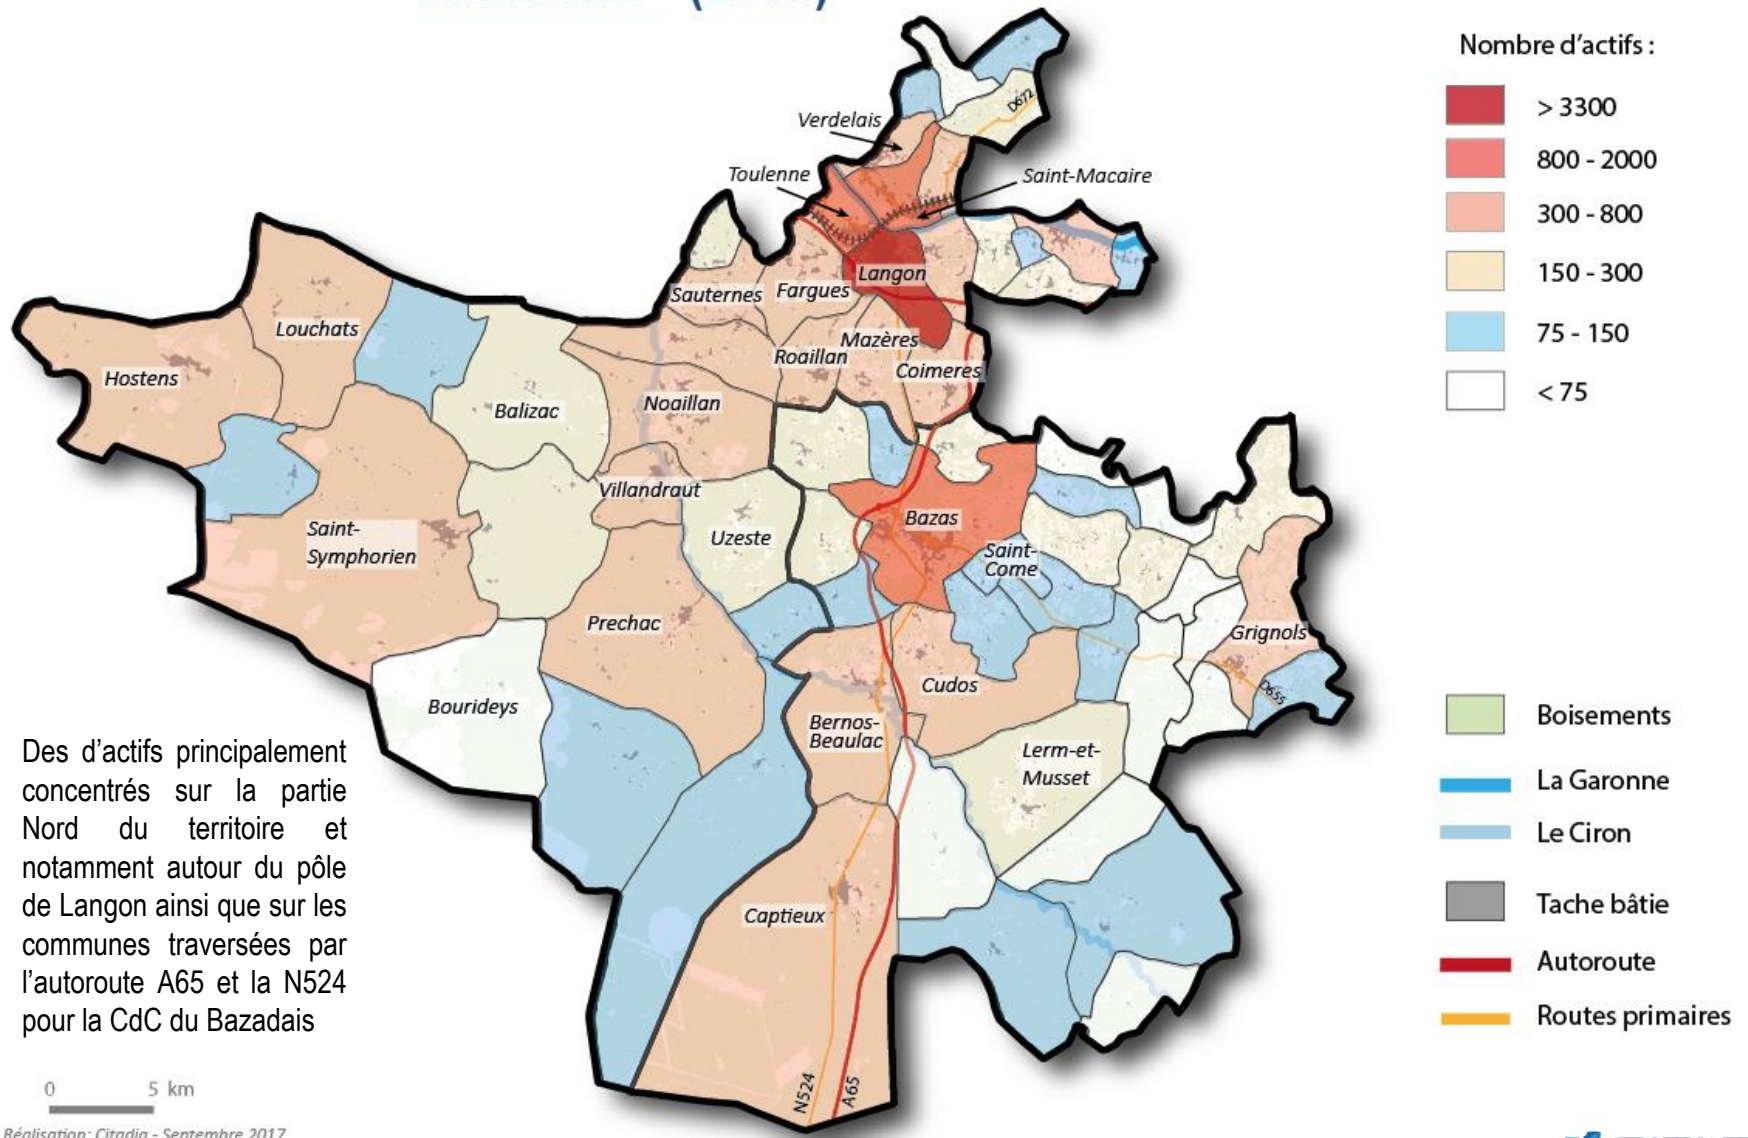 Nombre d'actifs :
> 3300
800 - 2000
300 - 800
150 - 300
75 - 150
< 75
D672
Verdelais
Toulenne
Saint-Macaire
Langon
Sauternes
Fargues
Louchats
Mazères
Roaillan
Coimeres
Hostens
Noaillan
Balizac
Villandraut
Bazas
Saint-
Symphorien
Uzeste
Saint-
Come
Prechac
Grignols
Cudos
D655
Bourideys
Bernos-
Beaulac
Lerm-et-
Musset
Captieux
N524
A65
Boisements
La Garonne
Le Ciron
Tache bâtie
Autoroute
Routes primaires
Des d'actifs principalement
concentrés sur la partie
Nord du territoire et
notamment autour du pôle
de Langon ainsi que sur les
communes traversées par
l'autoroute A65 et la N524
pour la CdC du Bazadais
0 5 km
Réalisation: Citadia - Septembre 2017